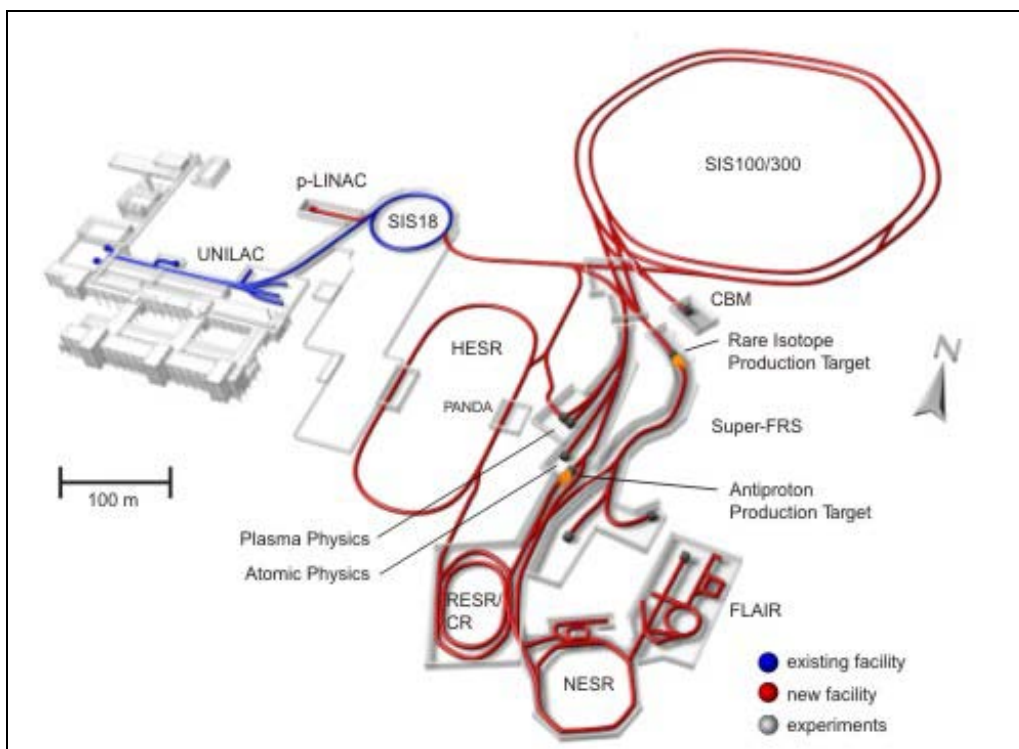 SIS100/300
p-LINAC
SIS18
UNILAC
CBM
HESR
Rare Isotope
Production Target
N
PANDA
Super-FRS
100 m
Antiproton
Production Target
Plasma Physics
Atomic Physics
RESR/
CR
FLAIR
NESR
existing facility
new facility
experiments